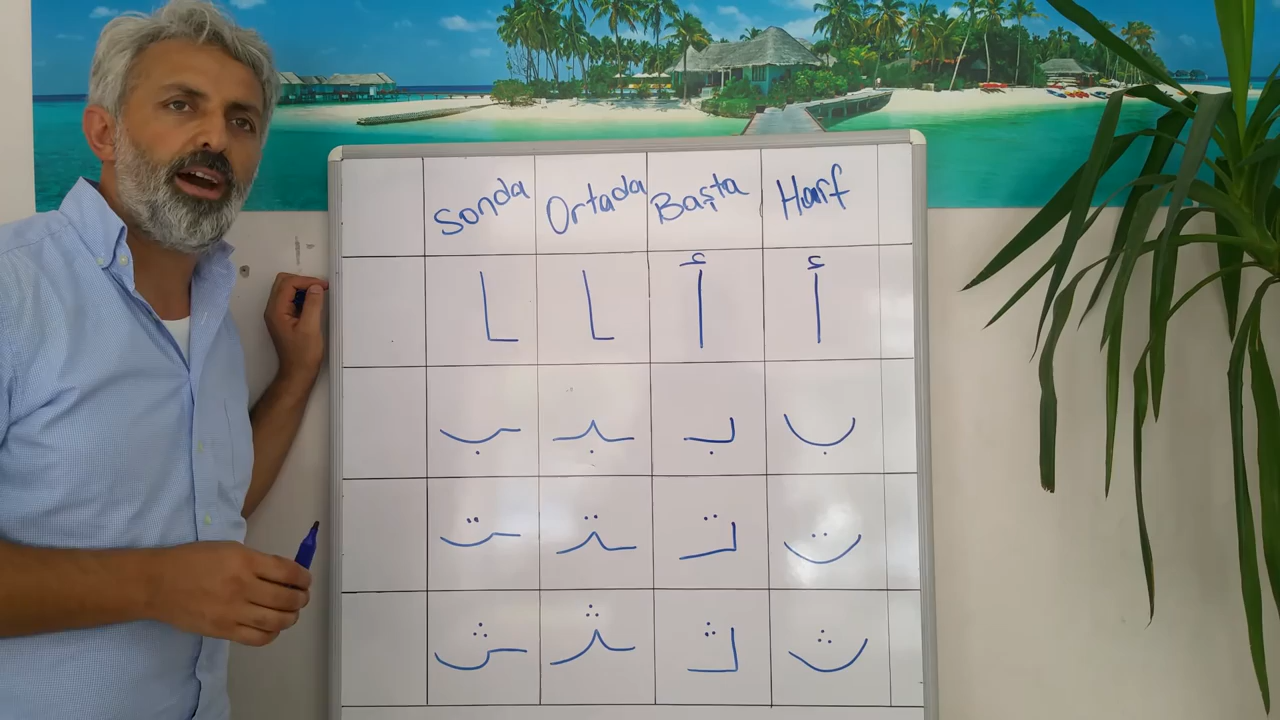 Sonda Ortada Başta Harf
ـا ـا أ أ
ـب ـبـ بـ ب
ـت ـتـ تـ ت
ـث ـثـ ثـ ث